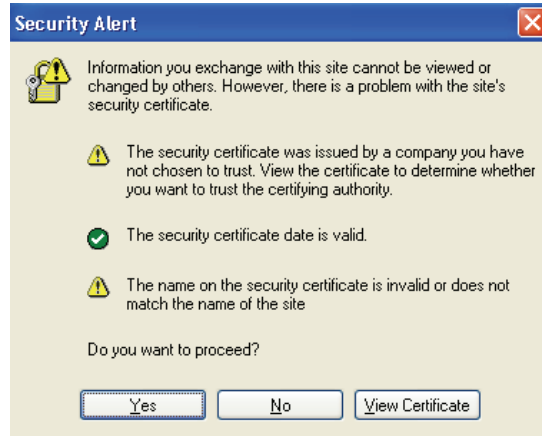 Security Alert
Information you exchange with this site cannot be viewed or
changed by others. However, there is a problem with the site's
security certificate.
The security certificate was issued by a company you have
not chosen to trust. View the certificate to determine whether
you want to trust the certifying authority.
The security certificate date is valid.
The name on the security certificate is invalid or does not
match the name of the site
Do you want to proceed?
Yes No View Certificate